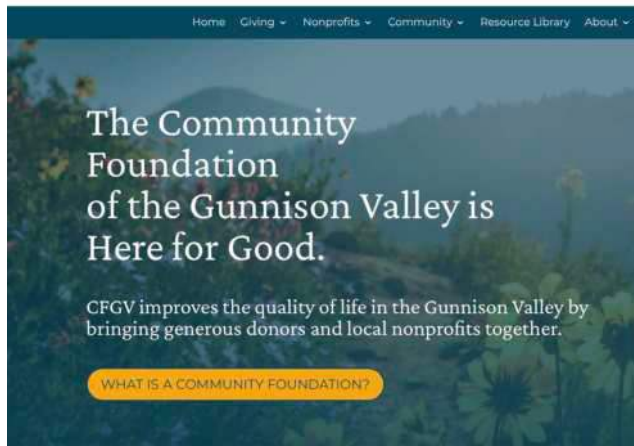 Home Giving Nonprofits Community Resource Library About
The Community
Foundation
of the Gunnison Valley is
Here for Good.
CFGV improves the quality of life in the Gunnison Valley by
bringing generous donors and local nonprofits together.
WHAT IS A COMMUNITY FOUNDATION?